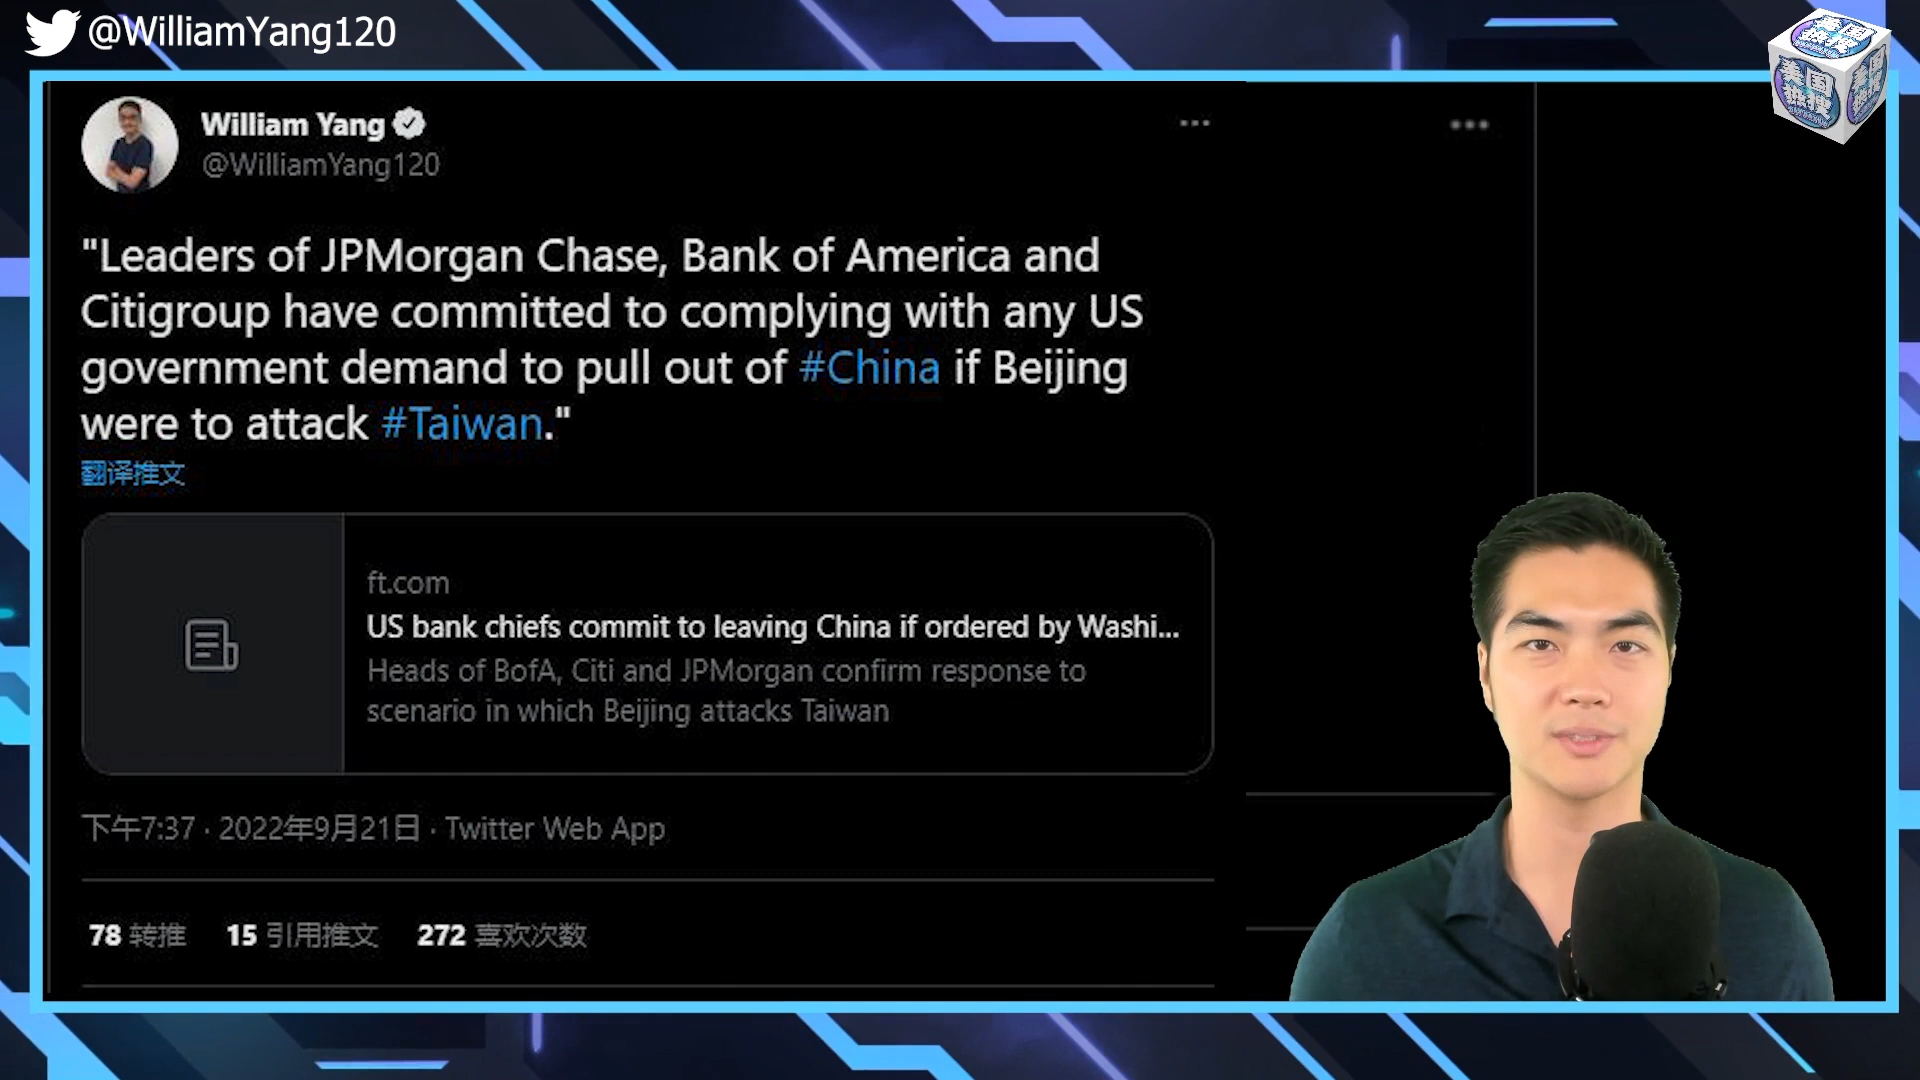 @WilliamYang120
美国
热搜
William Yang
@WilliamYang120
"Leaders of JPMorgan Chase, Bank of America and
Citigroup have committed to complying with any US
government demand to pull out of #China if Beijing
were to attack #Taiwan."
翻译推文
ft.com
US bank chiefs commit to leaving China if ordered by Washi...
Heads of BofA, Citi and JPMorgan confirm response to
scenario in which Beijing attacks Taiwan
下午7:37 · 2022年9月21日 · Twitter Web App
78 转推 15 引用推文 272 喜欢次数